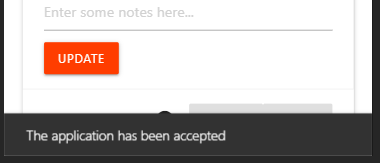 Enter some notes here...
UPDATE
The application has been accepted